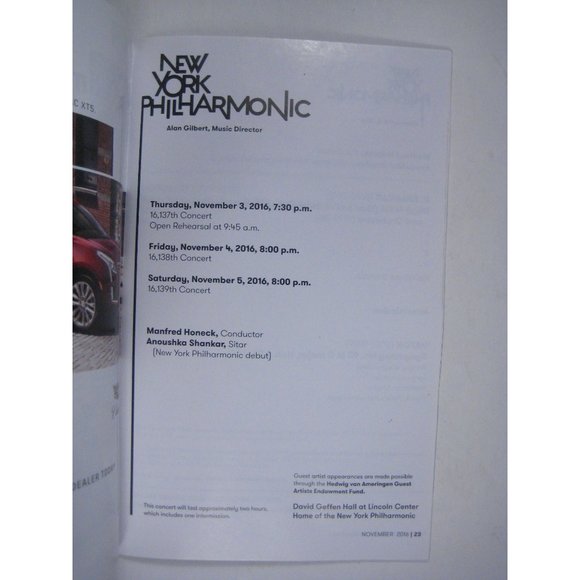 C XT5
DEALER TODAY
NEW
YORK
PHILHARMONIC
Alan Gilbert, Music Director
Thursday, November 3, 2016, 7:30 p.m.
16,137th Concert
Open Rehearsal at 9:45 a.m.
Friday, November 4, 2016, 8:00 p.m.
16,138th Concert
Saturday, November 5, 2016, 8:00 p.m.
16,139th Concert
Manfred Honeck, Conductor
Anoushka Shankar, Sitar
(New York Philharmonic debut)
Guest artist appearances are made possible
through the Hedwig van Ameringen Guest
Artists Endowment Fund.
This concert will last approximately two hours,
which includes one intermission.
David Geffen Hall at Lincoln Center
Home of the New York Philharmonic
NOVEMBER 2016 | 23